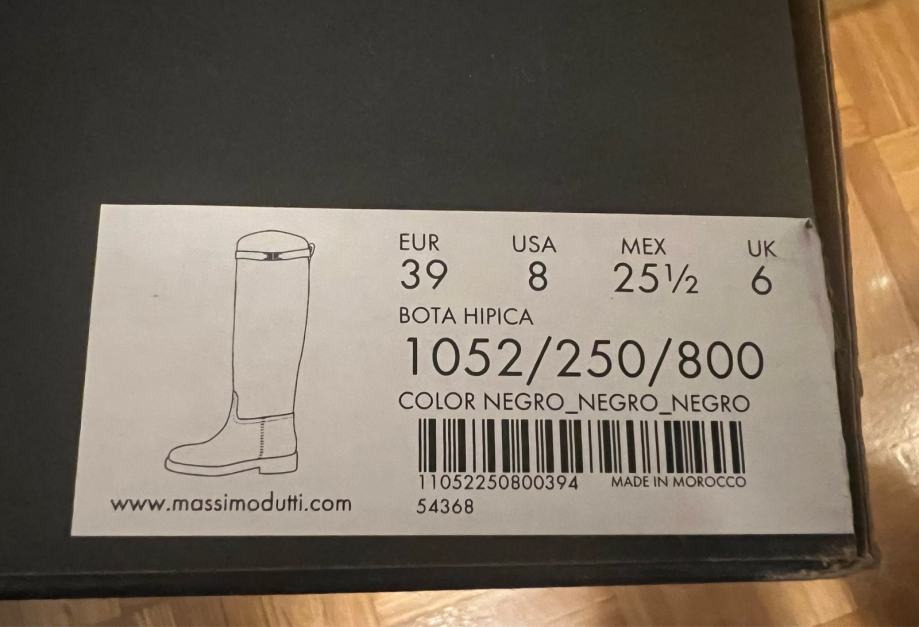 EUR USA MEX UK
39 8 25½ 6
BOTA HIPICA
1052/250/800
COLOR NEGRO_NEGRO_NEGRO
11052250800394 MADE IN MOROCCO
www.massimodutti.com 54368